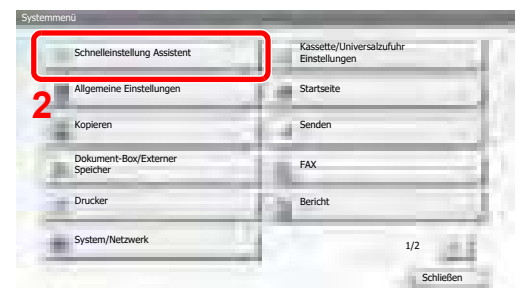 Systemmenü
Schnelleinstellung Assistent
Kassette/Universalzufuhr
Einstellungen
2
Allgemeine Einstellungen
Startseite
Kopieren
Senden
Dokument-Box/Externer
Speicher
FAX
Drucker
Bericht
System/Netzwerk
1/2
Schließen